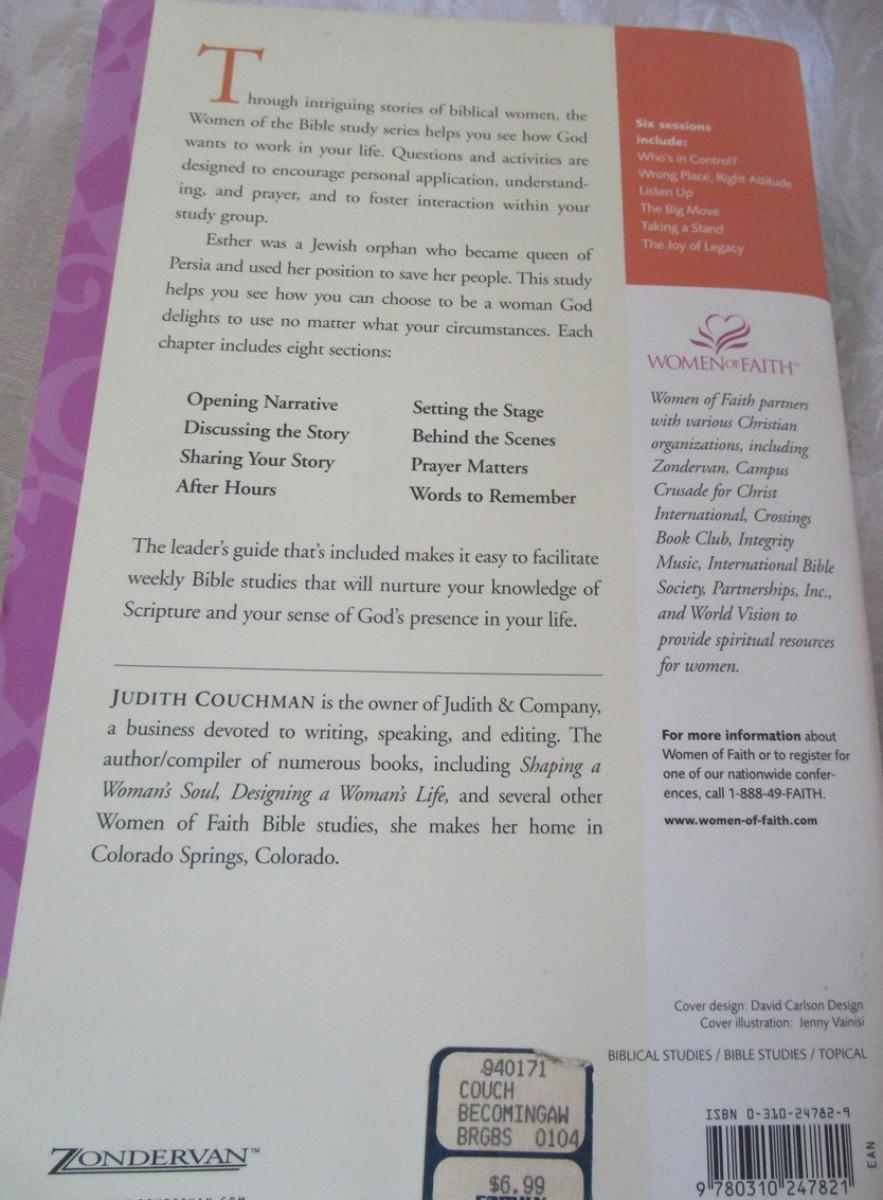 Through intriguing stories of biblical women, the
Women of the Bible study series helps you see how God
wants to work in your life. Questions and activities are
designed to encourage personal application, understand-
ing, and prayer, and to foster interaction within your
study group.
Esther was a Jewish orphan who became queen of
Persia and used her position to save her people. This study
helps you see how you can choose to be a woman God
delights to use no matter what your circumstances. Each
chapter includes eight sections:
Opening Narrative
Discussing the Story
Sharing Your Story
After Hours
Setting the Stage
Behind the Scenes
Prayer Matters
Words to Remember
The leader's guide that's included makes it easy to facilitate
weekly Bible studies that will nurture your knowledge of
Scripture and your sense of God's presence in your life.
JUDITH COUCHMAN is the owner of Judith & Company,
a business devoted to writing, speaking, and editing. The
author/compiler of numerous books, including Shaping a
Woman's Soul, Designing a Woman's Life, and several other
Women of Faith Bible studies, she makes her home in
Colorado Springs, Colorado.
Six sessions
include:
Who's in Control?
Wrong Place, Right Attitude
Listen Up
The Big Move
Taking a Stand
The Joy of Legacy
WOMEN OF FAITH™
Women of Faith partners
with various Christian
organizations, including
Zondervan, Campus
Crusade for Christ
International, Crossings
Book Club, Integrity
Music, International Bible
Society, Partnerships, Inc.,
and World Vision to
provide spiritual resources
for women.
For more information about
Women of Faith or to register for
one of our nationwide confer-
ences, call 1-888-49-FAITH.
www.women-of-faith.com
Cover design: David Carlson Design
Cover illustration: Jenny Vainisi
BIBLICAL STUDIES / BIBLE STUDIES / TOPICAL
940171
COUCH
BECOMINGAW
BRGBS 0104
$6.99
ZONDERVAN™
ISBN 0-310-24782-9
9 780310 247821
EAN